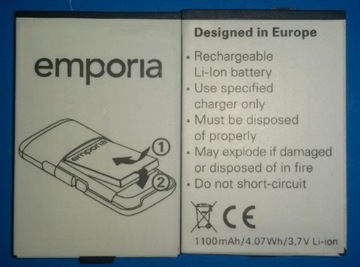 emporia
emporia
1
2
Designed in Europe
• Rechargeable
Li-Ion battery
• Use specified
charger only
• Must be disposed
of properly
• May explode if damaged
or disposed of in fire
• Do not short-circuit
CE
1100mAh/4.07Wh/3,7V Li-ion